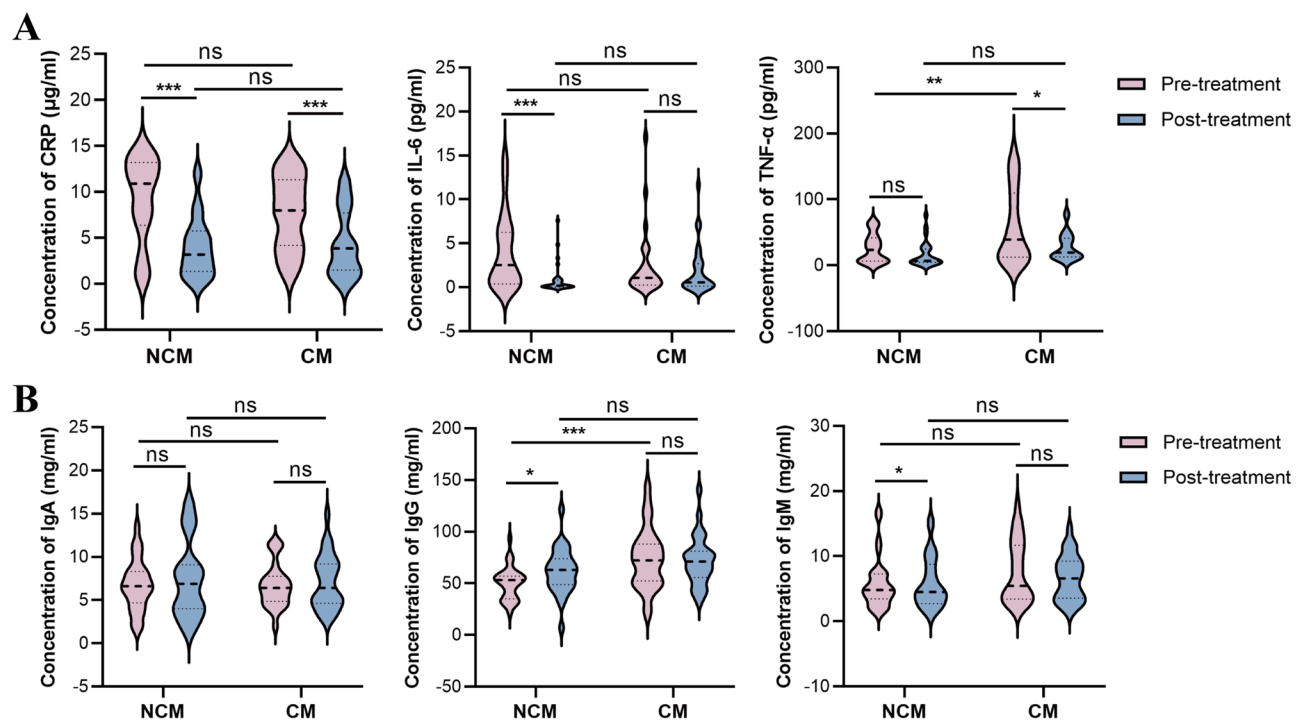 A
Concentration of CRP (μg/ml)
25
20
15
10
5
0
-5
ns
ns
***
***
NCM
CM
Concentration of IL-6 (pg/ml)
25
20
15
10
5
0
-5
ns
ns
***
ns
NCM
CM
Concentration of TNF-α (pg/ml)
300
200
100
0
-100
ns
**
*
ns
NCM
CM
Pre-treatment
Post-treatment
B
Concentration of IgA (mg/ml)
25
20
15
10
5
0
-5
ns
ns
ns
ns
NCM
CM
Concentration of IgG (mg/ml)
200
150
100
50
0
-50
ns
***
*
ns
NCM
CM
Concentration of IgM (mg/ml)
30
20
10
0
-10
ns
ns
*
ns
NCM
CM
Pre-treatment
Post-treatment